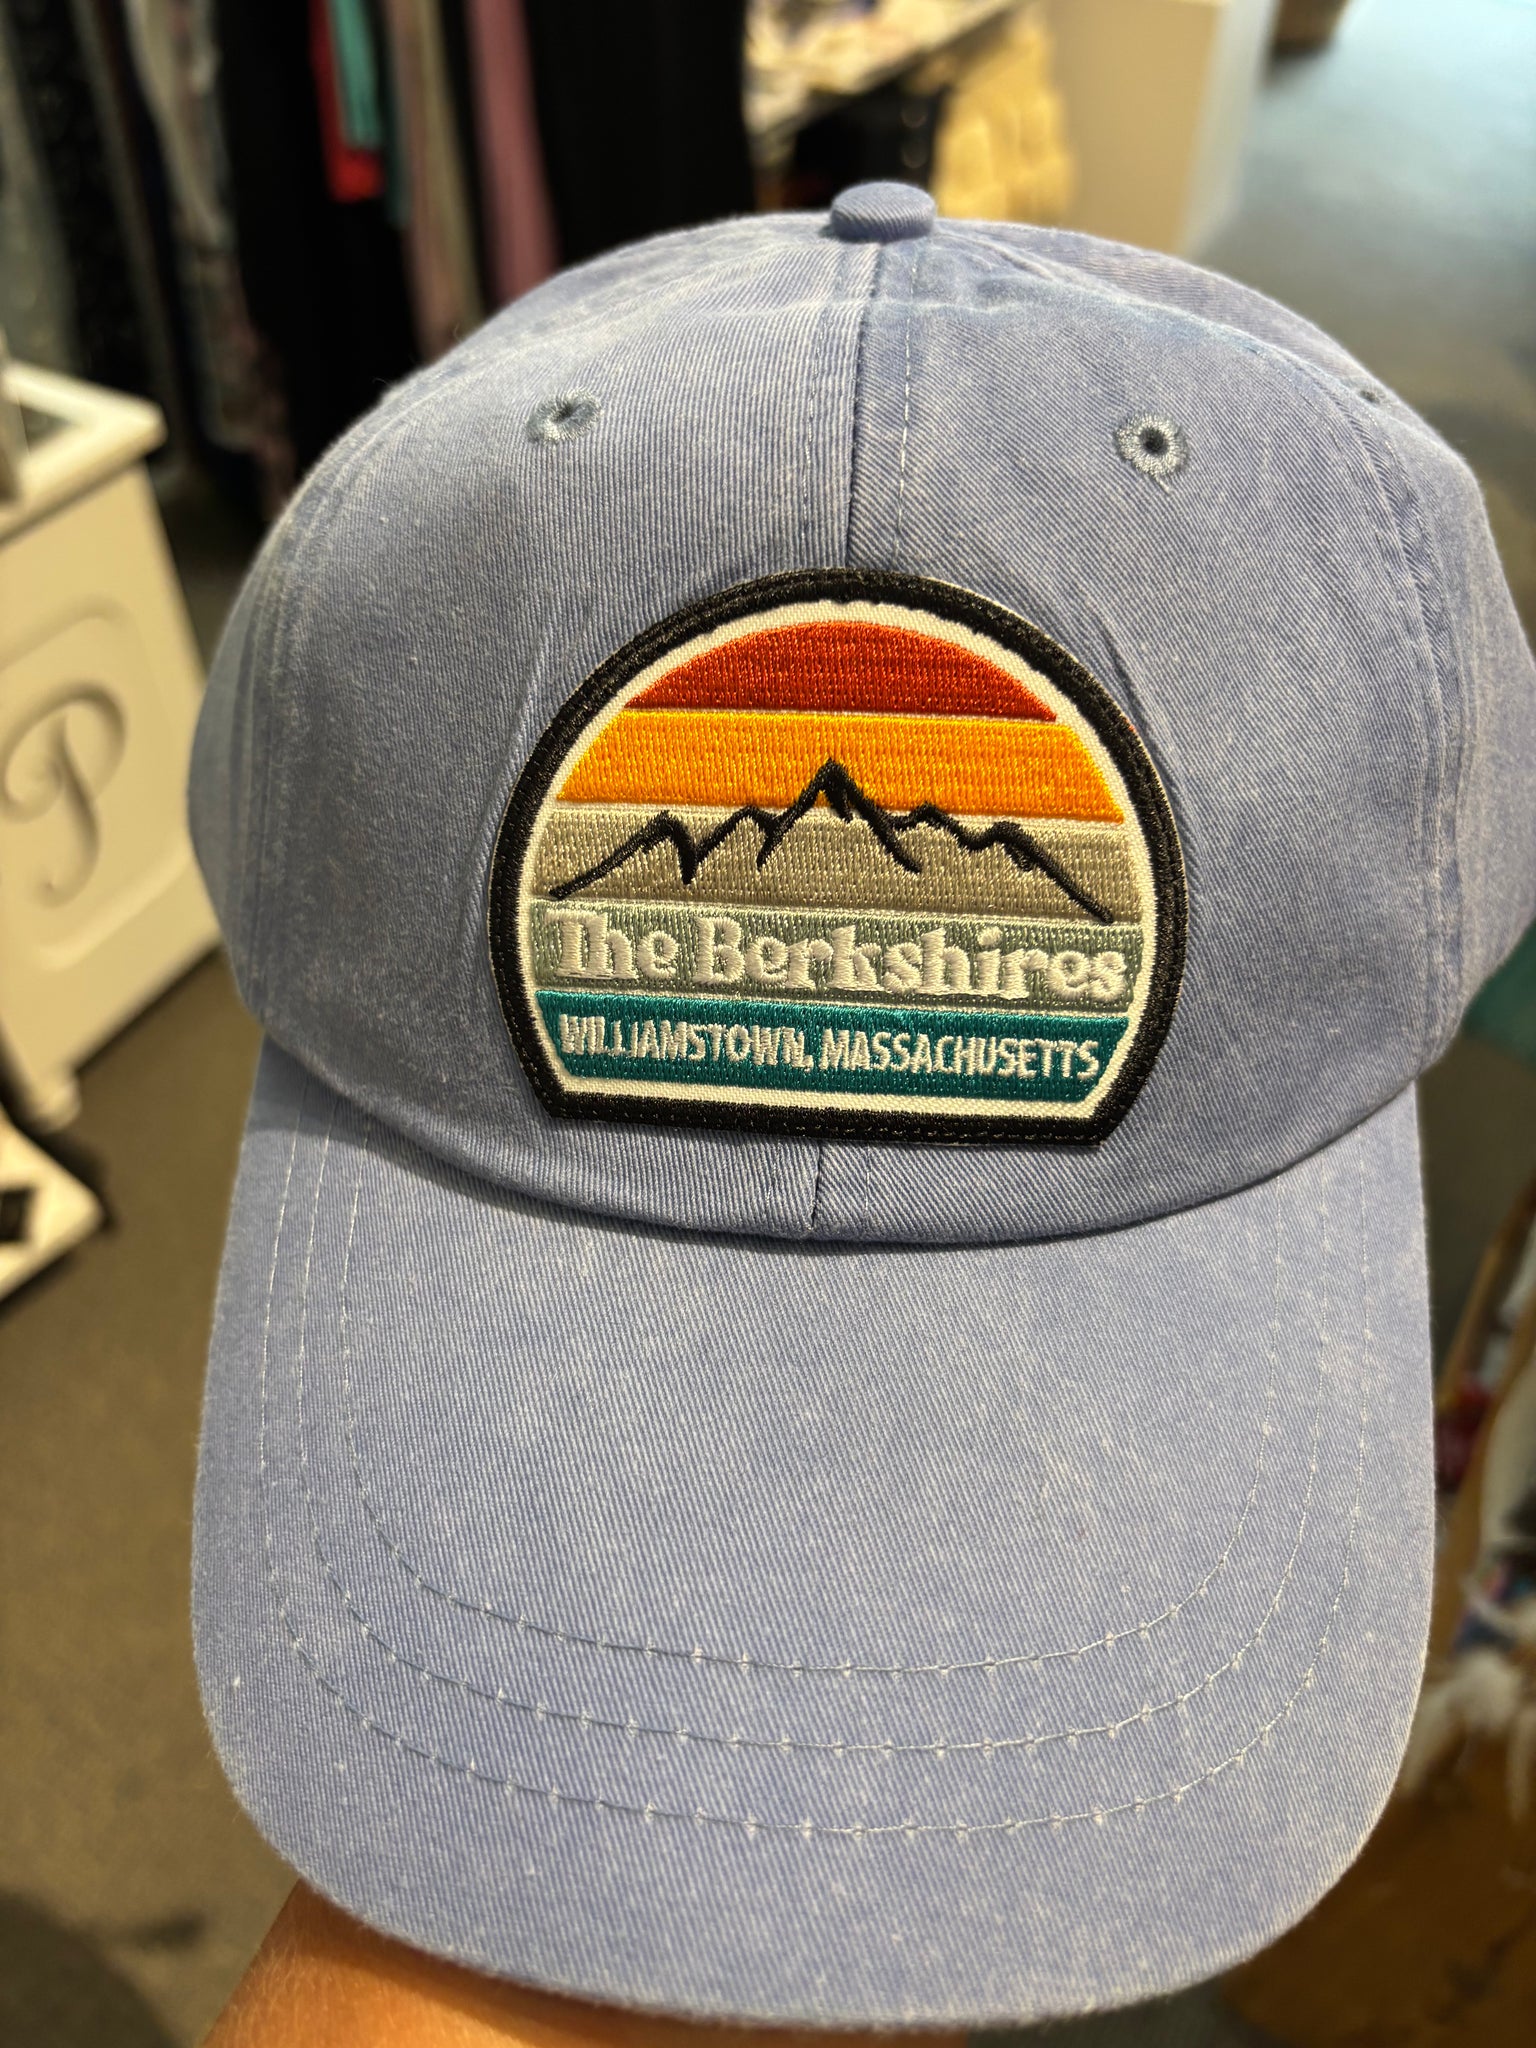 The Berkshires
WILLIAMSTOWN, MASSACHUSETTS
P